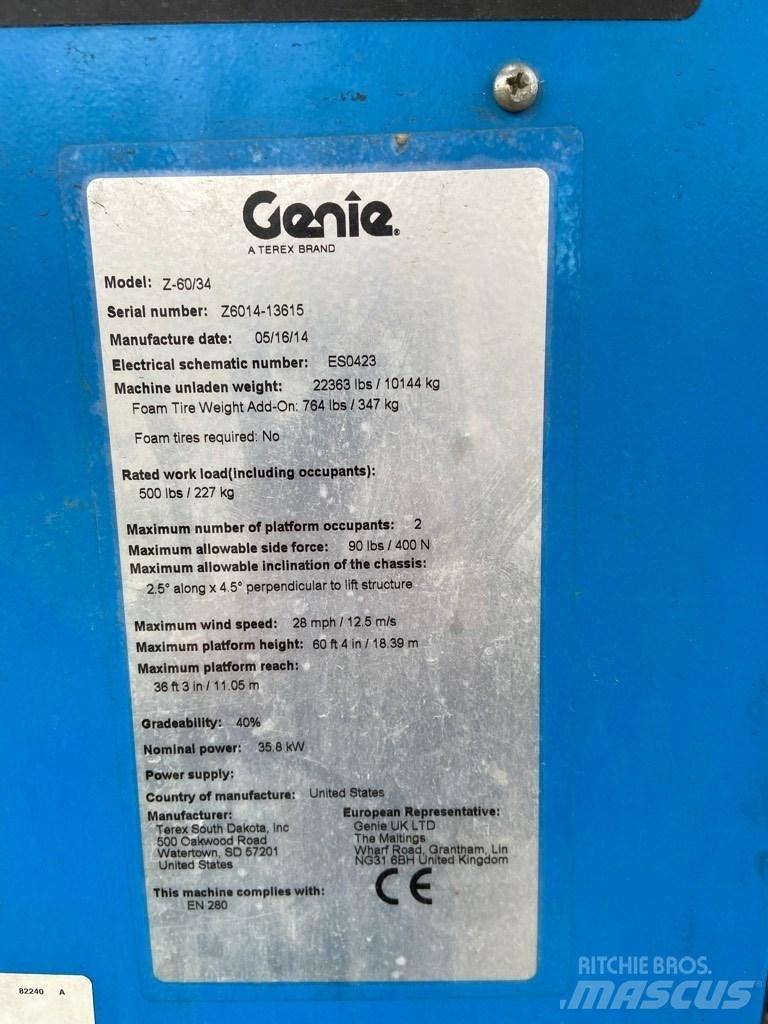 Genie®
A TEREX BRAND
Model: Z-60/34
Serial number: Z6014-13615
Manufacture date: 05/16/14
Electrical schematic number: ES0423
Machine unladen weight: 22363 lbs / 10144 kg
Foam Tire Weight Add-On: 764 lbs / 347 kg
Foam tires required: No
Rated work load(including occupants):
500 lbs / 227 kg
Maximum number of platform occupants: 2
Maximum allowable side force: 90 lbs / 400 N
Maximum allowable inclination of the chassis:
2.5° along x 4.5° perpendicular to lift structure
Maximum wind speed: 28 mph / 12.5 m/s
Maximum platform height: 60 ft 4 in / 18.39 m
Maximum platform reach:
36 ft 3 in / 11.05 m
Gradeability: 40%
Nominal power: 35.8 kW
Power supply:
Country of manufacture: United States
Manufacturer:
Terex South Dakota, Inc
500 Oakwood Road
Watertown, SD 57201
United States
European Representative:
Genie UK LTD
The Maltings
Wharf Road, Grantham, Lin
NG31 6BH United Kingdom
This machine complies with:
EN 280
CE
82240 A
RITCHIE BROS.
MASCUS